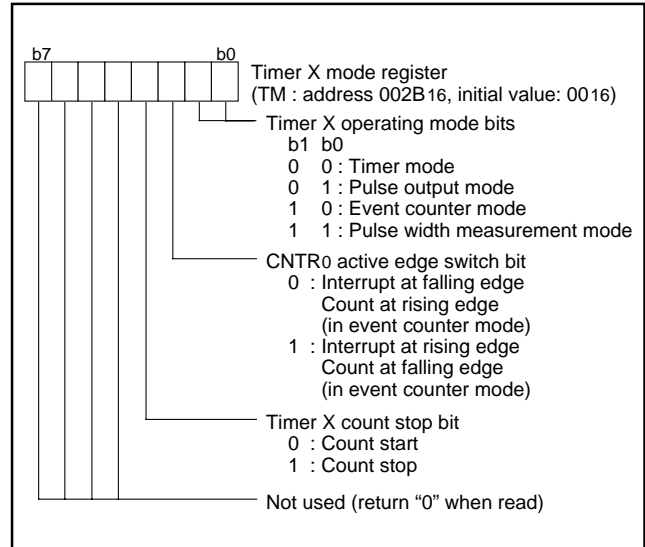 b7 b0
Timer X mode register
(TM : address 002B16, initial value: 0016)
Timer X operating mode bits
b1 b0
0 0 : Timer mode
0 1 : Pulse output mode
1 0 : Event counter mode
1 1 : Pulse width measurement mode
CNTR0 active edge switch bit
0 : Interrupt at falling edge
Count at rising edge
(in event counter mode)
1 : Interrupt at rising edge
Count at falling edge
(in event counter mode)
Timer X count stop bit
0 : Count start
1 : Count stop
Not used (return “0” when read)